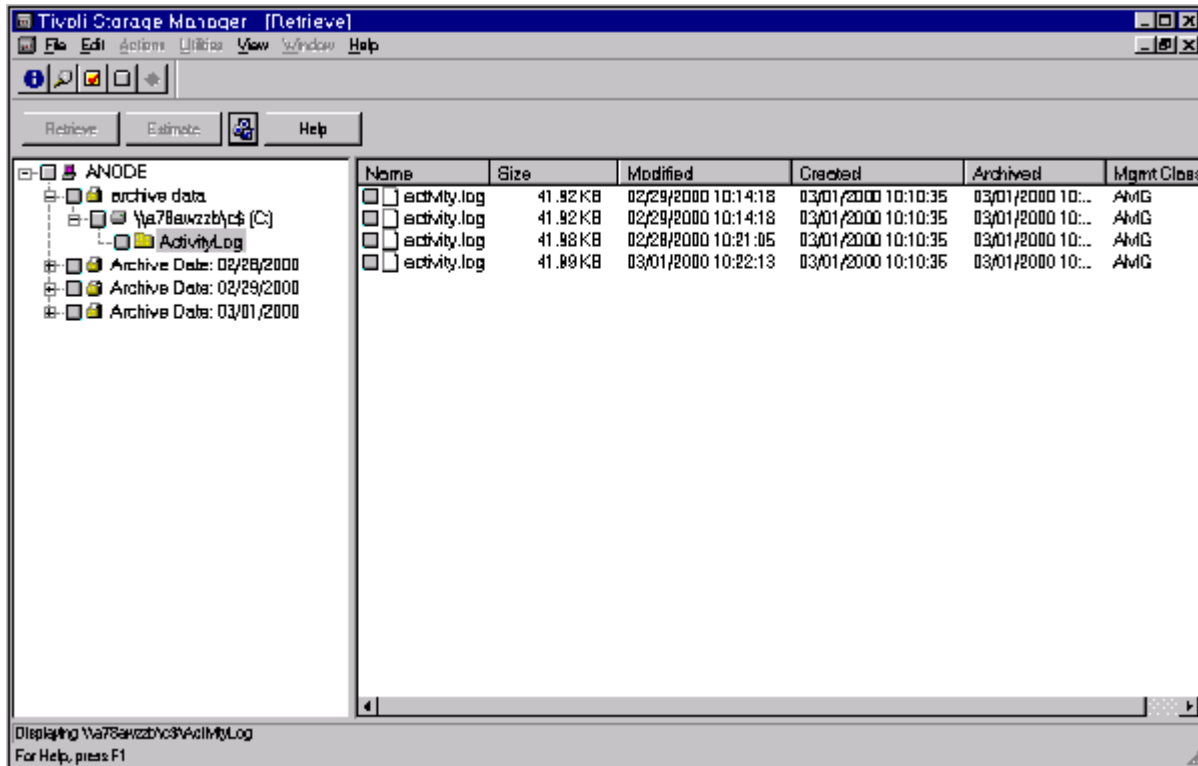 Tivoli Storage Manager - [Retrieve]
File Edit Actions Utilities View Window Help
Retrieve Estimate Help
ANODE
archive data
\\a78awzzb\c$ (C:)
ActivityLog
Archive Date: 02/28/2000
Archive Date: 02/29/2000
Archive Date: 03/01/2000
Name Size Modified Created Archived Mgmt Class
activity.log 41.92 KB 02/29/2000 10:14:18 03/01/2000 10:10:35 03/01/2000 10:... AMG
activity.log 41.92 KB 02/29/2000 10:14:18 03/01/2000 10:10:35 03/01/2000 10:... AMG
activity.log 41.98 KB 02/28/2000 10:21:05 03/01/2000 10:10:35 03/01/2000 10:... AMG
activity.log 41.99 KB 03/01/2000 10:22:13 03/01/2000 10:10:35 03/01/2000 10:... AMG
Displaying \\a78awzzb\c$\ActivityLog
For Help, press F1